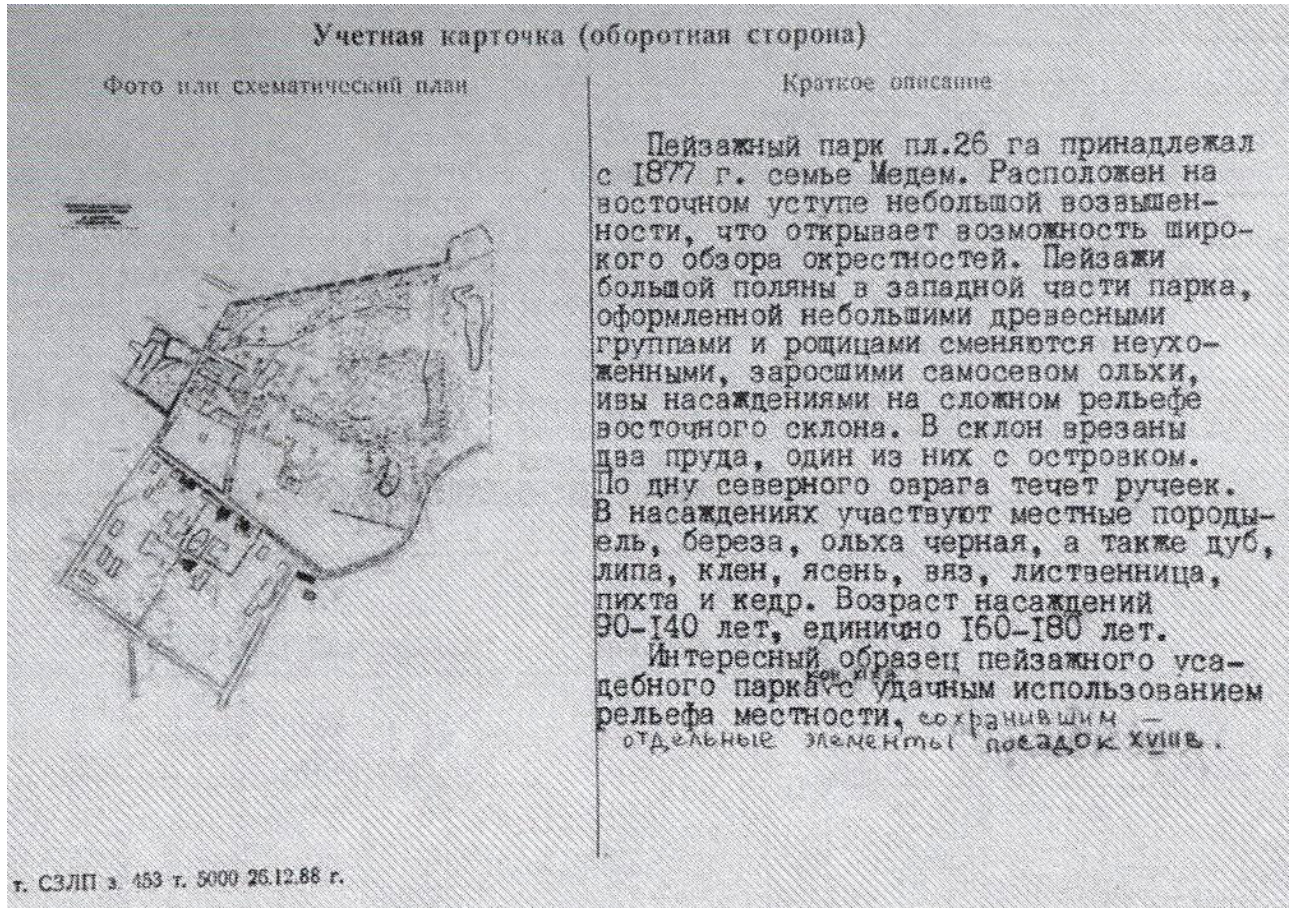 Учетная карточка (оборотная сторона)
Фото или схематический план
Краткое описание
Пейзажный парк пл.26 га принадлежал
с I877 г. семье Медем. Расположен на
восточном уступе небольшой возвышен-
ности, что открывает возможность широ-
кого обзора окрестностей. Пейзажи
большой поляны в западной части парка,
оформленной небольшими древесными
группами и рощицами сменяются неухо-
женными, заросшими самосевом ольхи,
ивы насаждениями на сложном рельефе
восточного склона. В склон врезаны
два пруда, один из них с островком.
По дну северного оврага течет ручеек.
В насаждениях участвуют местные породы-
ель, береза, ольха черная, а также дуб,
липа, клен, ясень, вяз, лиственница,
пихта и кедр. Возраст насаждений
90-I40 лет, единично I60-I80 лет.
Интересный образец пейзажного уса-
дебного парка с удачным использованием
рельефа местности, сохранившим –
отдельные элементы посадок XVIIIв.
т. СЗЛП з. 453 т. 5000 26.12.88 г.